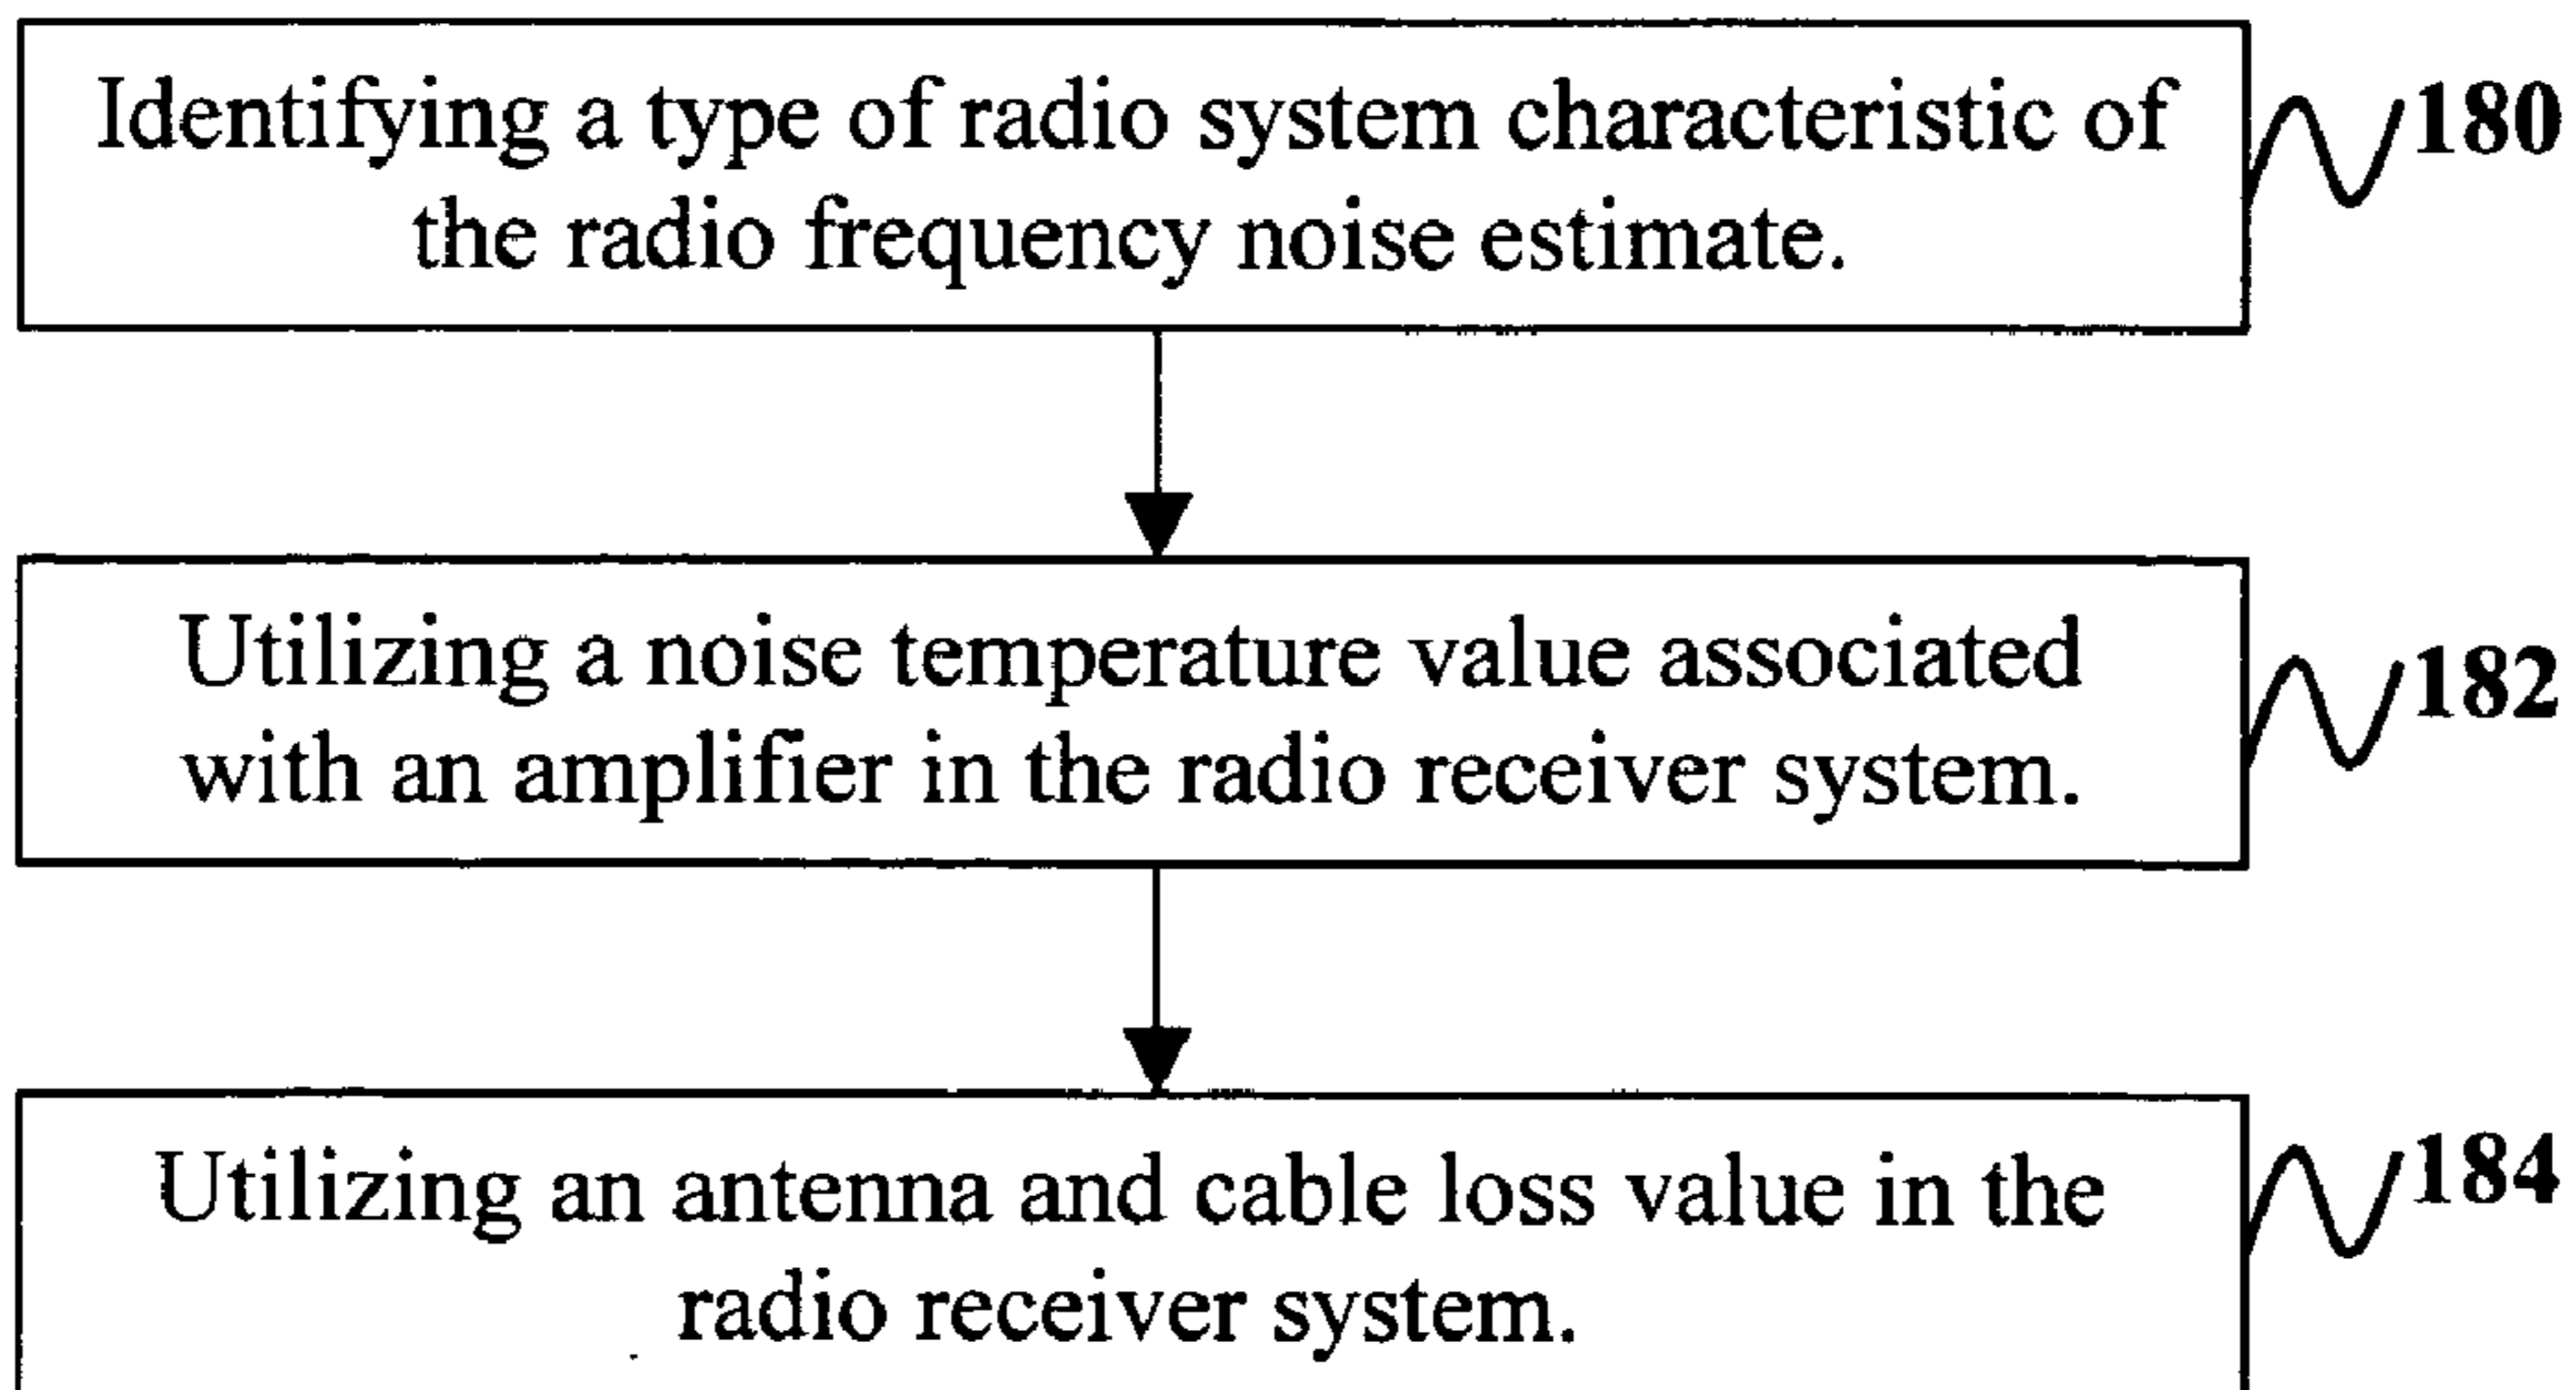 Identifying a type of radio system characteristic of
the radio frequency noise estimate.
180
Utilizing a noise temperature value associated
with an amplifier in the radio receiver system.
182
Utilizing an antenna and cable loss value in the
radio receiver system.
184